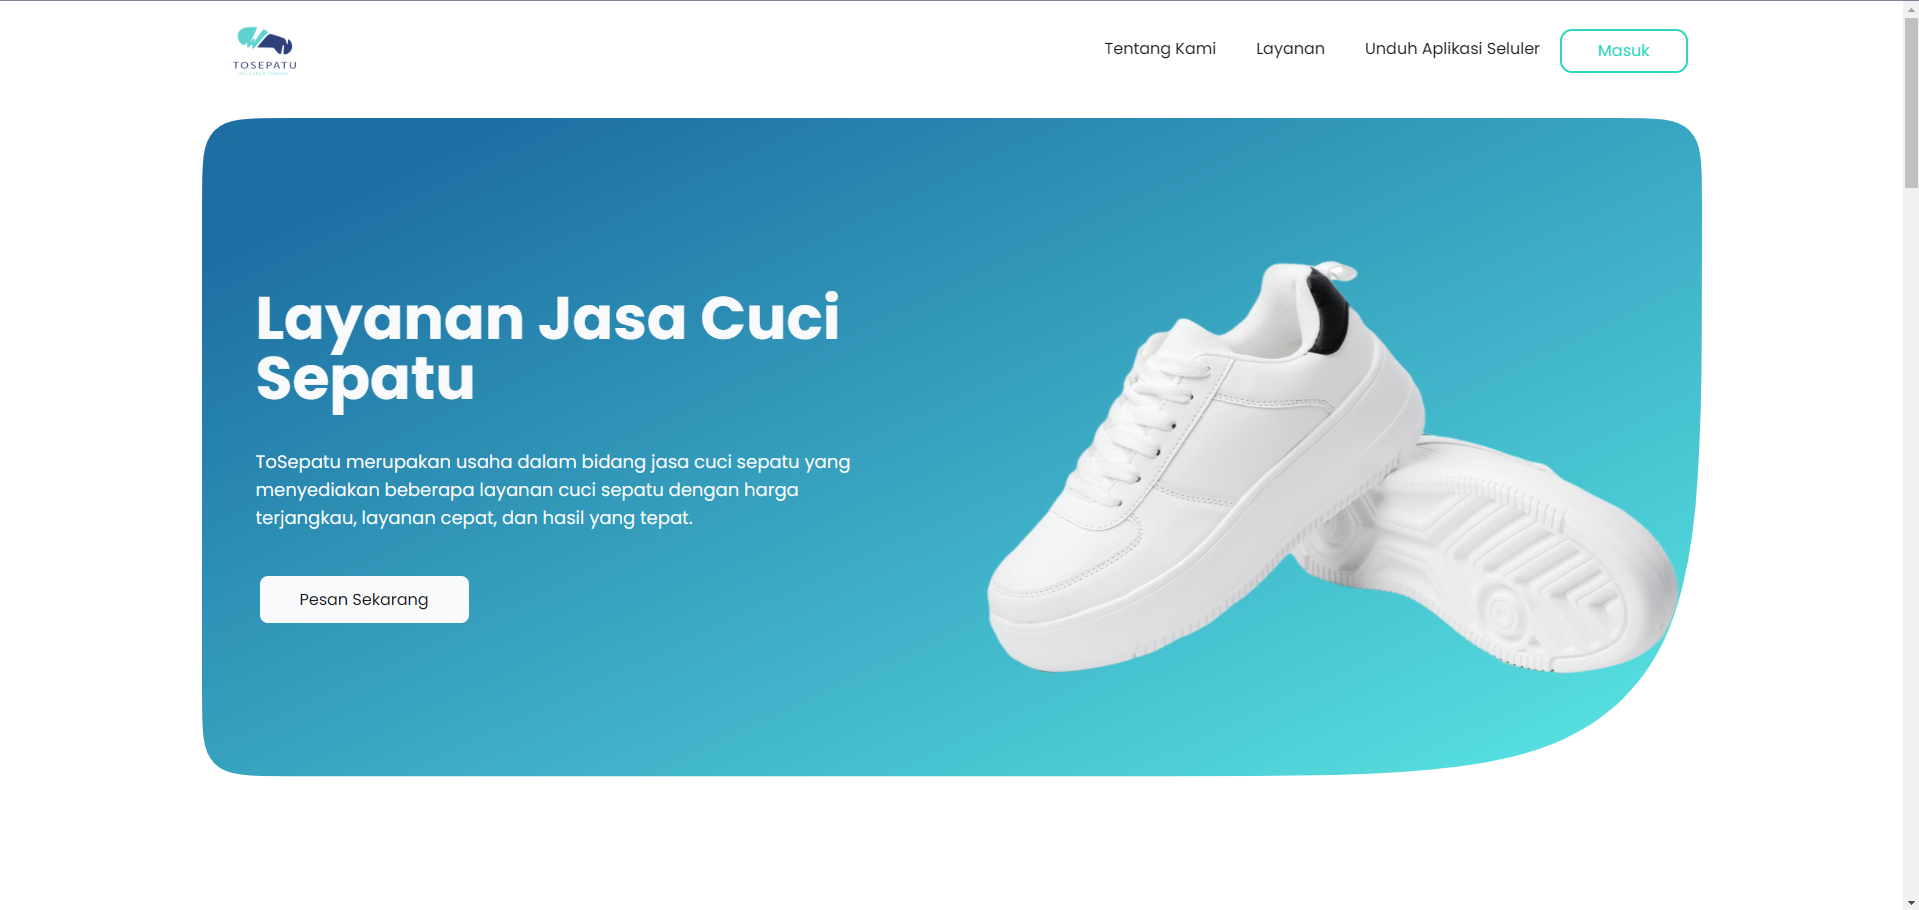 TOSEPATU
Tentang Kami
Layanan
Unduh Aplikasi Seluler
Masuk
Layanan Jasa Cuci
Sepatu
ToSepatu merupakan usaha dalam bidang jasa cuci sepatu yang
menyediakan beberapa layanan cuci sepatu dengan harga
terjangkau, layanan cepat, dan hasil yang tepat.
Pesan Sekarang